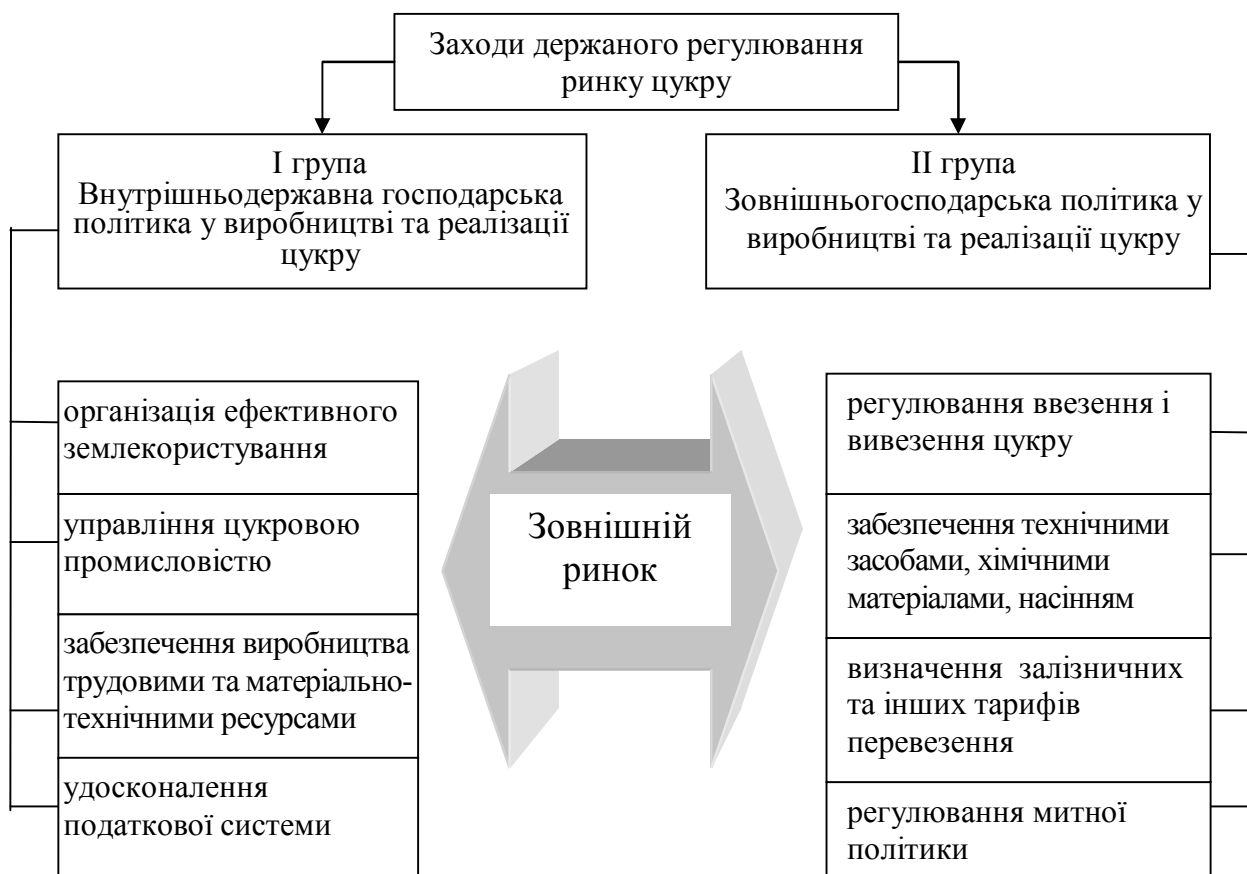 Заходи держаного регулювання
ринку цукру
І група
Внутрішньодержавна господарська
політика у виробництві та реалізації
цукру
ІІ група
Зовнішньогосподарська політика у
виробництві та реалізації цукру
організація ефективного
землекористування
управління цукровою
промисловістю
забезпечення виробництва
трудовими та матеріально-
технічними ресурсами
удосконалення
податкової системи
Зовнішній
ринок
регулювання ввезення і
вивезення цукру
забезпечення технічними
засобами, хімічними
матеріалами, насінням
визначення залізничних
та інших тарифів
перевезення
регулювання митної
політики